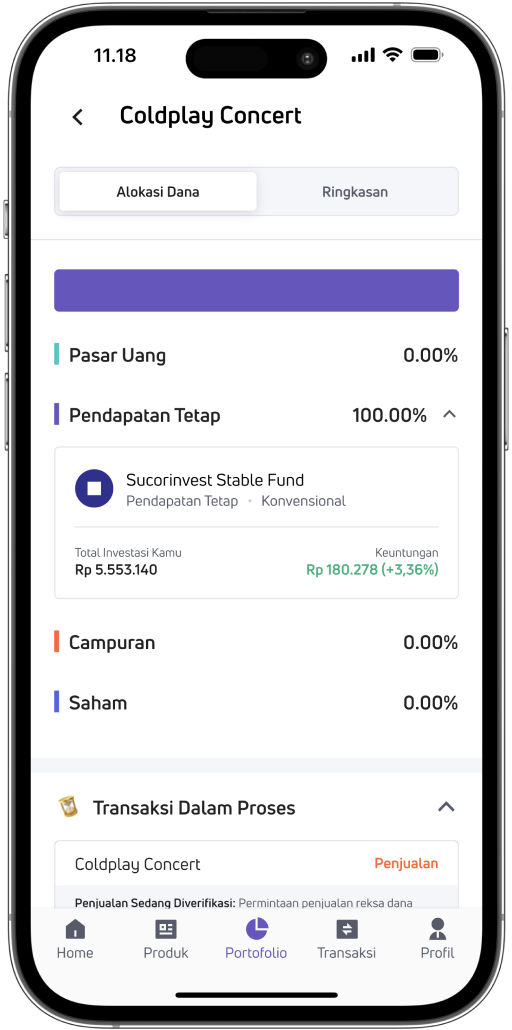 11.18
Coldplay Concert
Alokasi Dana
Ringkasan
Pasar Uang 0.00%
Pendapatan Tetap 100.00%
Sucorinvest Stable Fund
Pendapatan Tetap • Konvensional
Total Investasi Kamu Keuntungan
Rp 5.553.140 Rp 180.278 (+3,36%)
Campuran 0.00%
Saham 0.00%
Transaksi Dalam Proses
Coldplay Concert Penjualan
Penjualan Sedang Diverifikasi: Permintaan penjualan reksa dana
Home Produk Portofolio Transaksi Profil